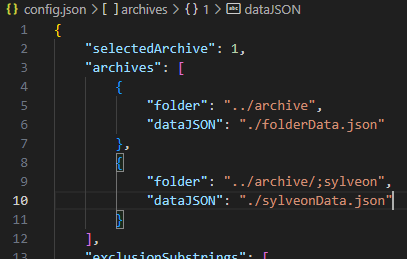 config.json > [ ] archives > { } 1 > abc dataJSON
1 {
2 "selectedArchive": 1,
3 "archives": [
4 {
5 "folder": "../archive",
6 "dataJSON": "./folderData.json"
7 },
8 {
9 "folder": "../archive/;sylveon",
10 "dataJSON": "./sylveonData.json"
11 }
12 ],
13 "exclusionSubstrings": [